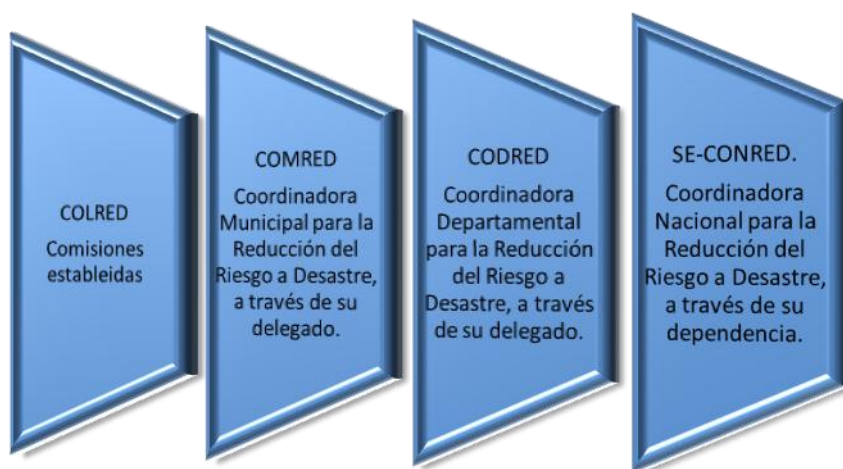 COLRED
Comisiones
estableidas
COMRED
Coordinadora
Municipal para la
Reducción del
Riesgo a Desastre,
a través de su
delegado.
CODRED
Coordinadora
Departamental
para la Reducción
del Riesgo a
Desastre, a través
de su delegado.
SE-CONRED.
Coordinadora
Nacional para la
Reducción del
Riesgo a Desastre,
a través de su
dependencia.